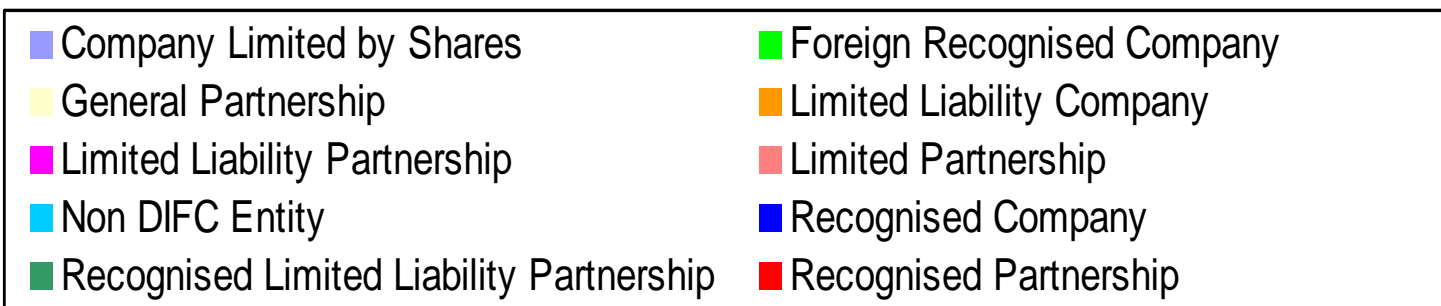 Company Limited by Shares
Foreign Recognised Company
General Partnership
Limited Liability Company
Limited Liability Partnership
Limited Partnership
Non DIFC Entity
Recognised Company
Recognised Limited Liability Partnership
Recognised Partnership